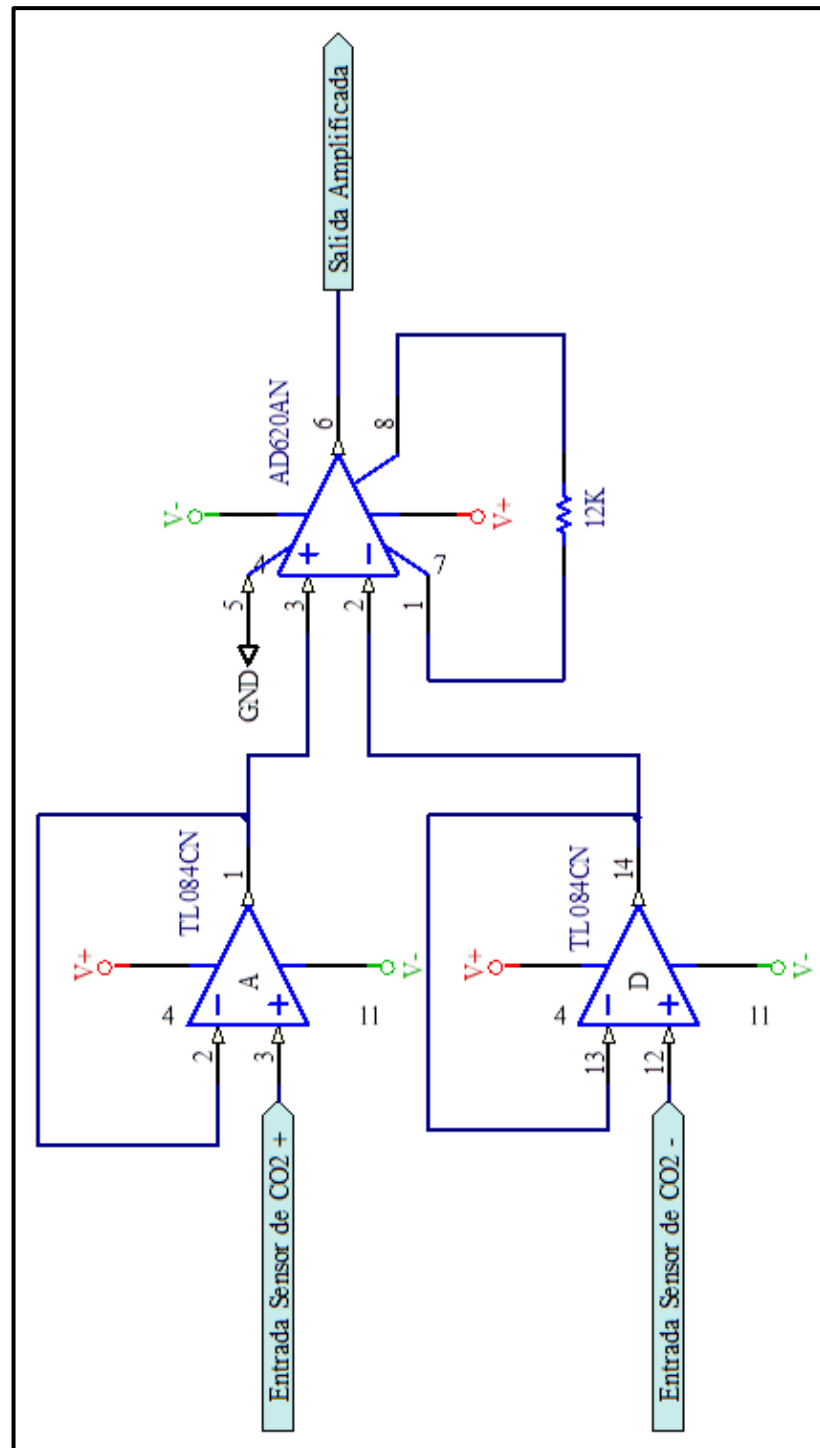 Entrada Sensor de CO2 +
2
3
4
A
11
V+
V-
TL084CN
1
Entrada Sensor de CO2 -
13
12
4
D
11
V+
V-
TL084CN
14
GND
5
4
3
2
1
7
+
−
V-
V+
AD620AN
6
8
12K
Salida Amplificada